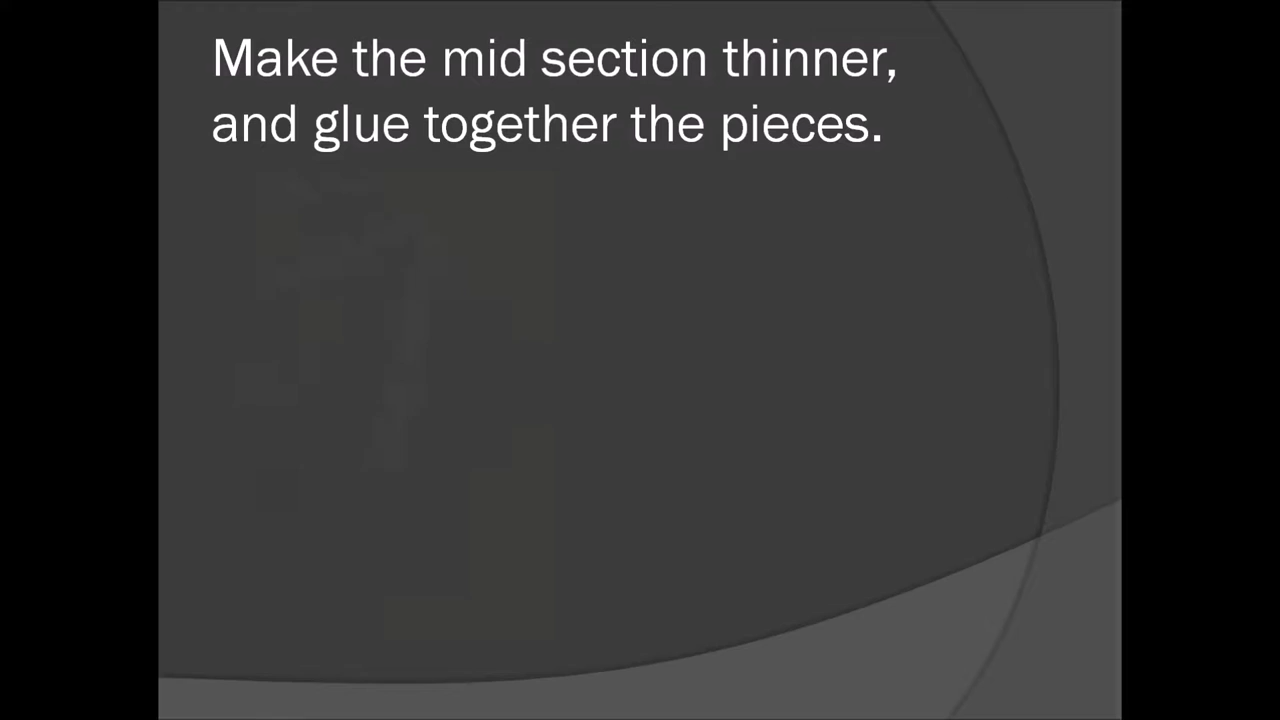 Make the mid section thinner,
and glue together the pieces.